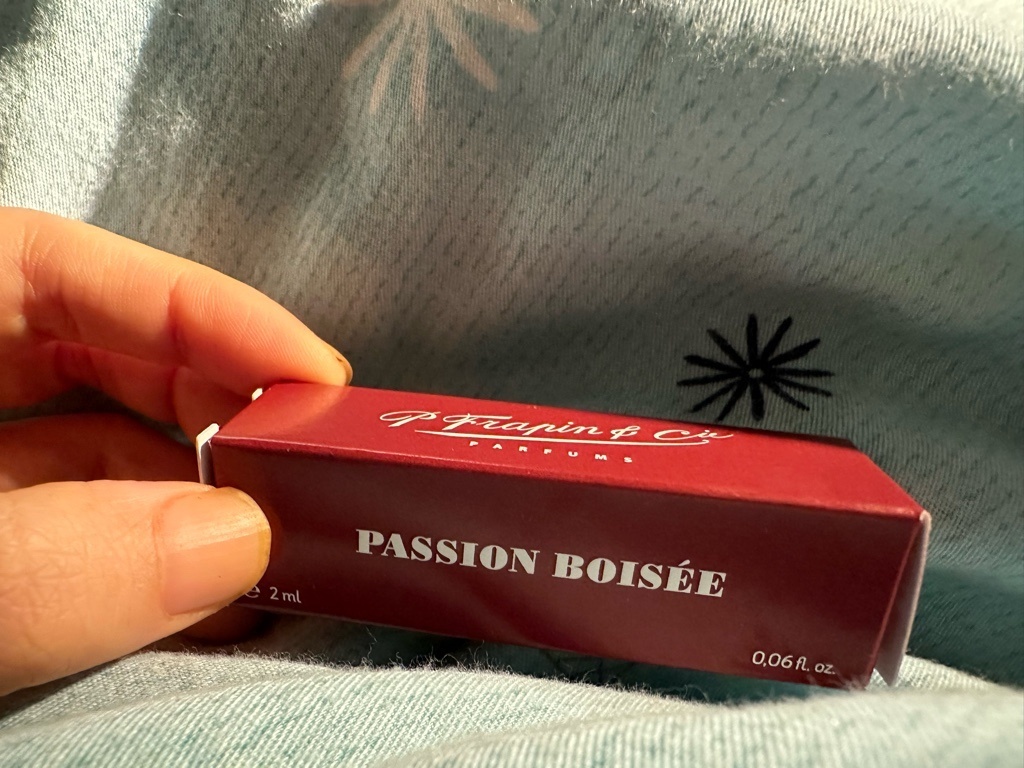 P Frapin & Cie
PARFUMS
PASSION BOISÉE
e 2 ml
0,06 fl. oz.